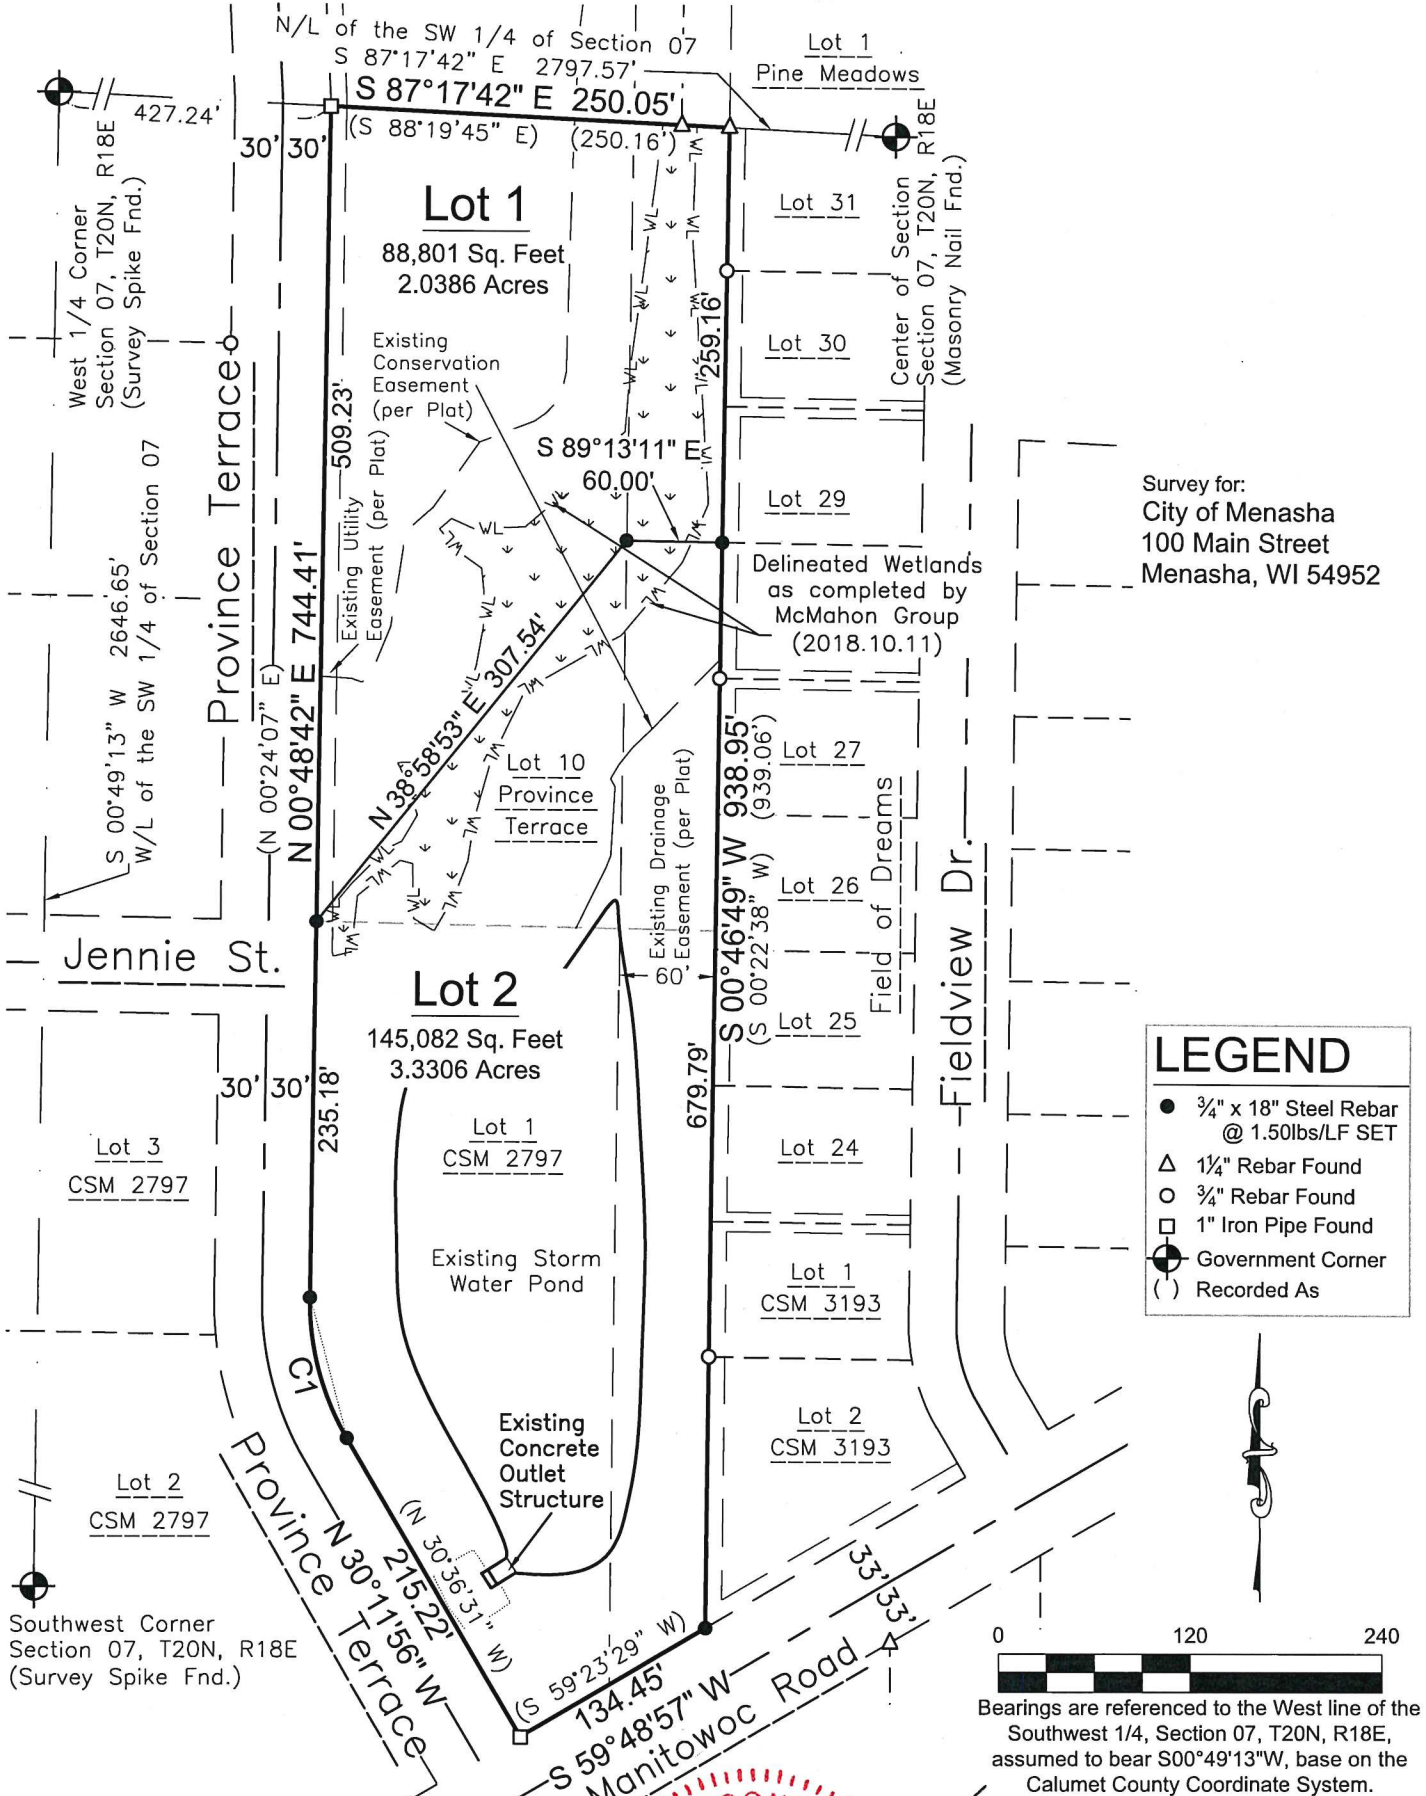 N/L of the SW 1/4 of Section 07
S 87°17'42" E 2797.57'
S 87°17'42" E 250.05'
(S 88°19'45" E) (250.16')
427.24'
30' 30'
Lot 1
Pine Meadows
West 1/4 Corner
Section 07, T20N, R18E
(Survey Spike Fnd.)
Center of Section
Section 07, T20N, R18E
(Masonry Nail Fnd.)
Lot 1
88,801 Sq. Feet
2.0386 Acres
Lot 31
Lot 30
Lot 29
259.16'
509.23'
Existing
Conservation
Easement
(per Plat)
S 89°13'11" E
60.00'
WL
Existing Utility
Easement (per Plat)
Province Terrace
S 00°49'13" W 2646.65'
W/L of the SW 1/4 of Section 07
(N 00°24'07" E)
N 00°48'42" E 744.41'
N 38°58'53" E 307.54'
Delineated Wetlands
as completed by
McMahon Group
(2018.10.11)
Survey for:
City of Menasha
100 Main Street
Menasha, WI 54952
Lot 10
Province
Terrace
Existing Drainage
Easement (per Plat)
60'
S 00°46'49" W 938.95'
(S 00°22'38" W) (939.06')
Lot 27
Lot 26
Lot 25
Lot 24
Field of Dreams
Fieldview Dr.
Jennie St.
Lot 2
145,082 Sq. Feet
3.3306 Acres
30' 30'
235.18'
679.79'
Lot 1
CSM 2797
Lot 3
CSM 2797
Existing Storm
Water Pond
Lot 1
CSM 3193
Lot 2
CSM 3193
C1
Existing
Concrete
Outlet
Structure
Lot 2
CSM 2797
Province Terrace
N 30°11'56" W
215.22'
(N 30°36'31" W)
(S 59°23'29" W)
134.45'
S 59°48'57" W
Manitowoc Road
33' 33'
Southwest Corner
Section 07, T20N, R18E
(Survey Spike Fnd.)
LEGEND
¾" x 18" Steel Rebar
@ 1.50lbs/LF SET
1¼" Rebar Found
¾" Rebar Found
1" Iron Pipe Found
Government Corner
( ) Recorded As
0 120 240
Bearings are referenced to the West line of the
Southwest 1/4, Section 07, T20N, R18E,
assumed to bear S00°49'13"W, base on the
Calumet County Coordinate System.